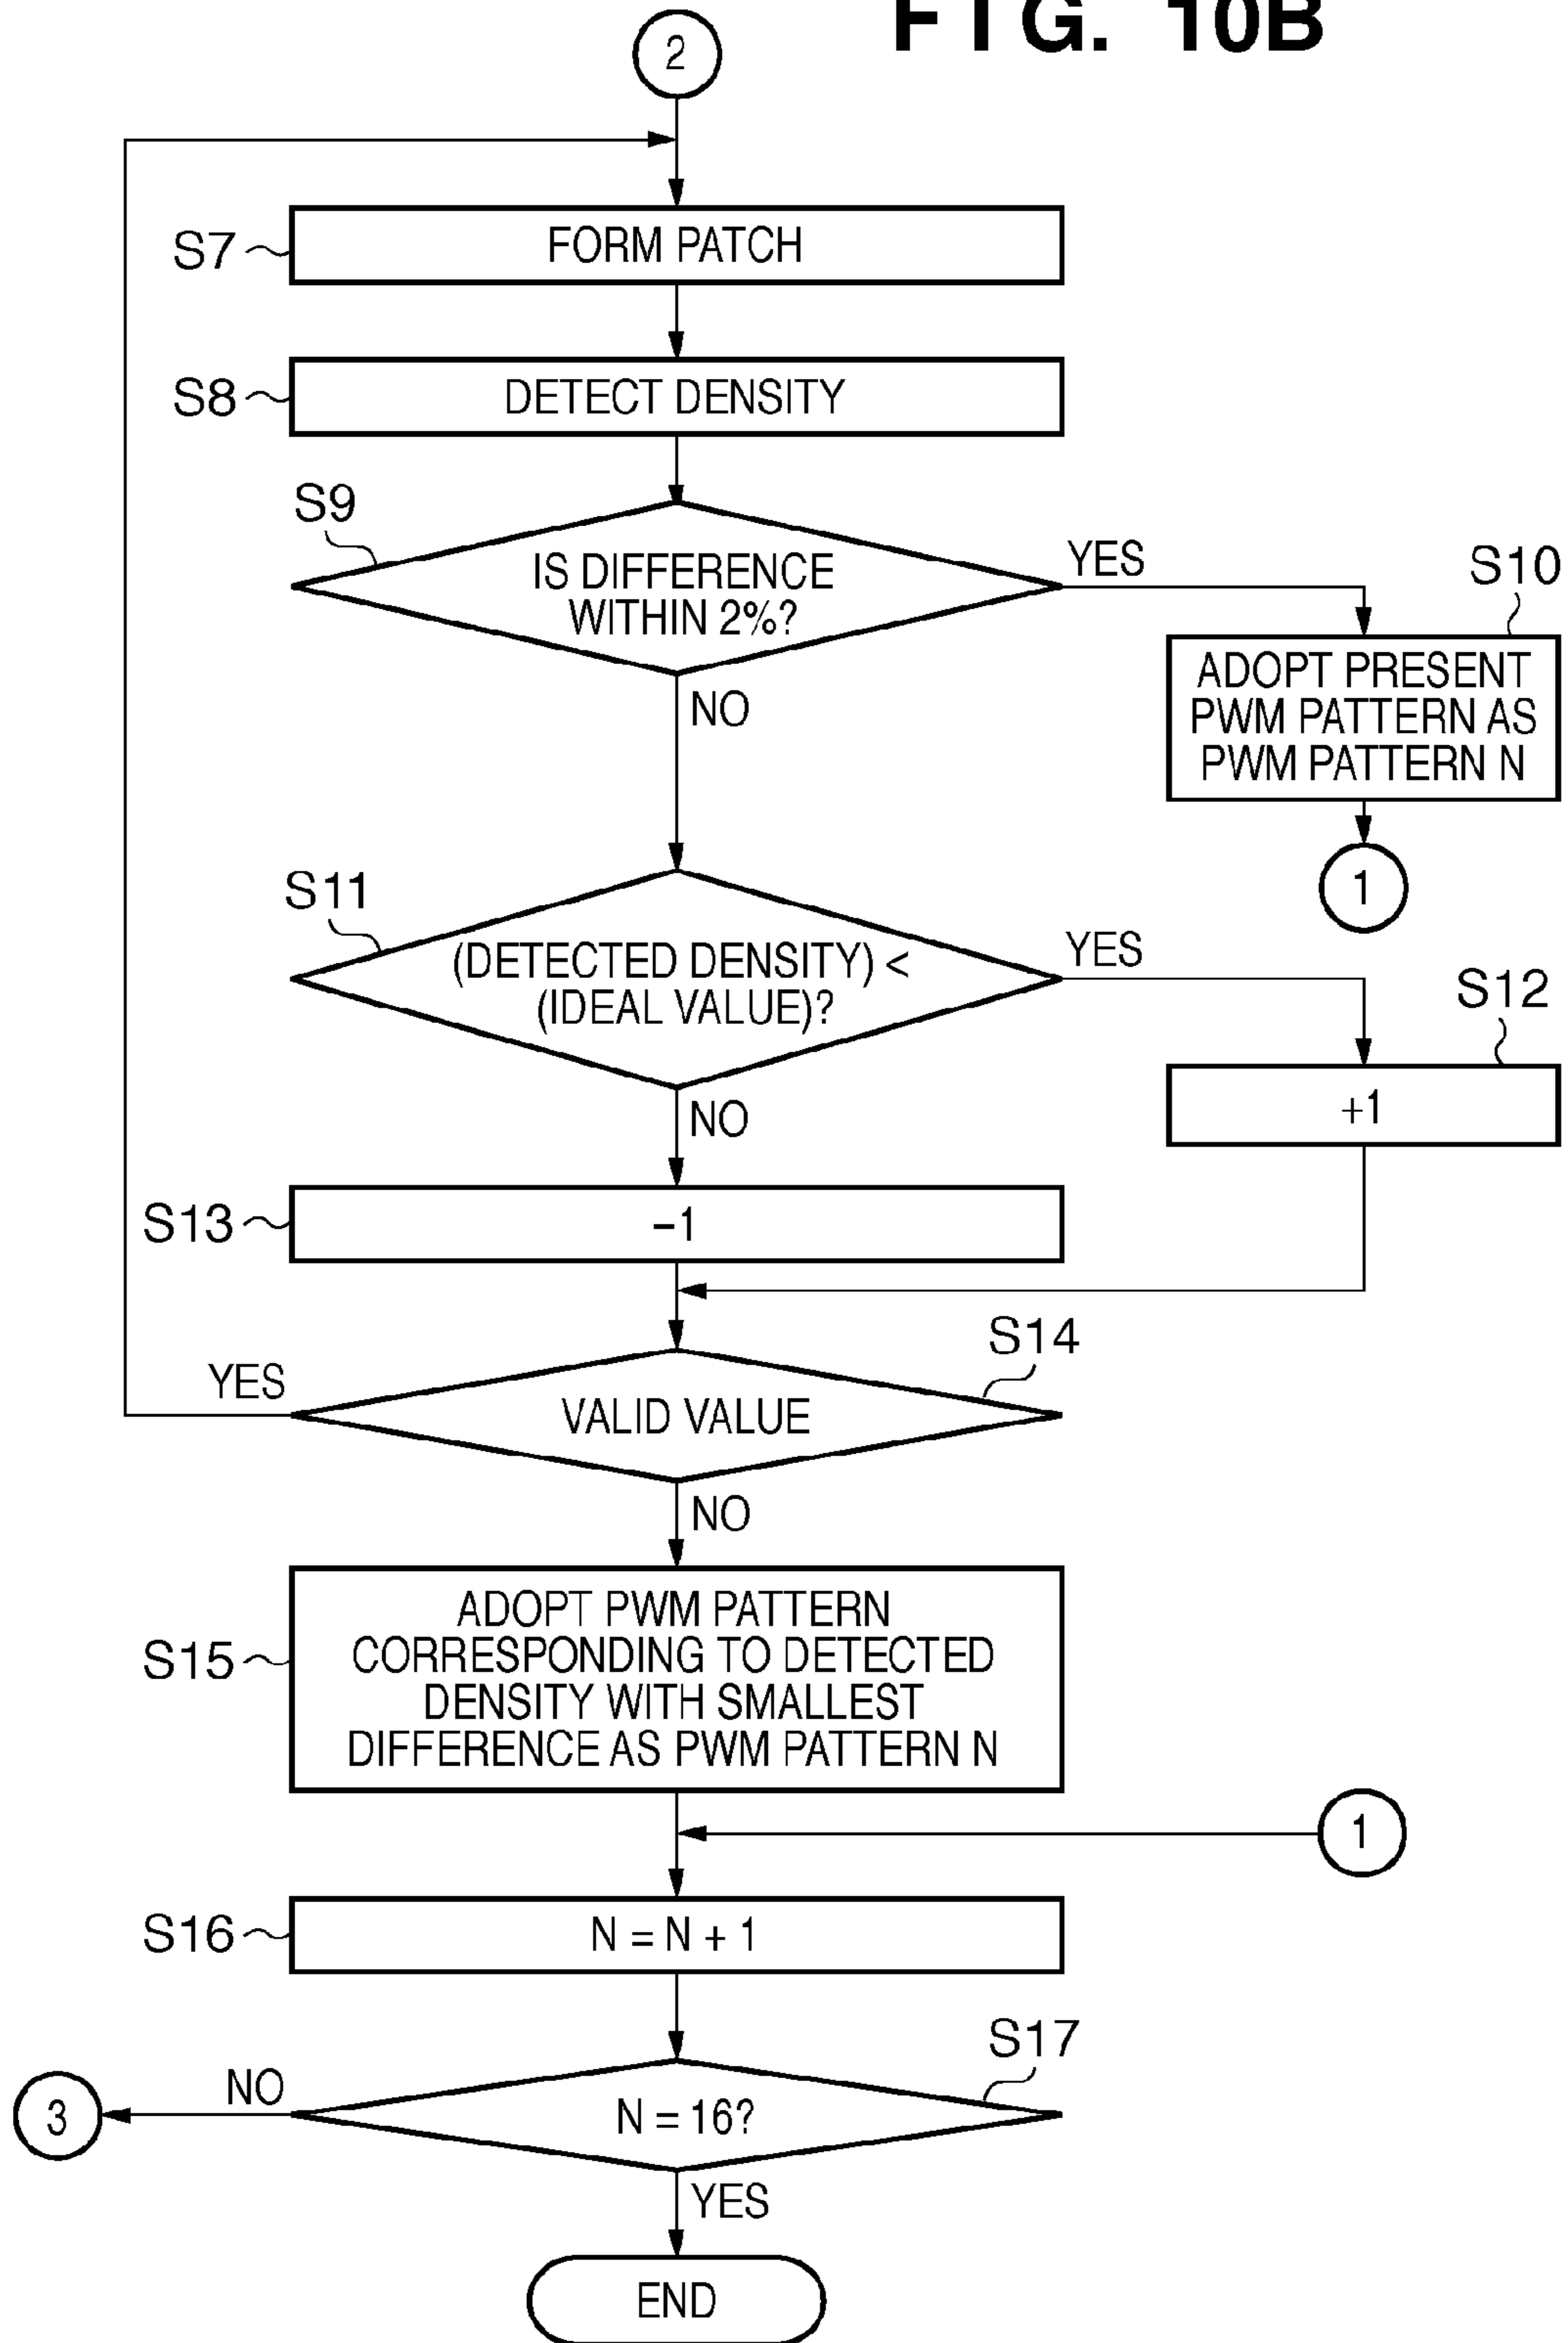 FIG. 10B
2
S7
FORM PATCH
S8
DETECT DENSITY
S9
IS DIFFERENCE
WITHIN 2%?
YES
NO
S10
ADOPT PRESENT
PWM PATTERN AS
PWM PATTERN N
1
S11
(DETECTED DENSITY) <
(IDEAL VALUE)?
YES
NO
S12
+1
S13
−1
S14
VALID VALUE
YES
NO
S15
ADOPT PWM PATTERN
CORRESPONDING TO DETECTED
DENSITY WITH SMALLEST
DIFFERENCE AS PWM PATTERN N
1
S16
N = N + 1
S17
N = 16?
NO
3
YES
END